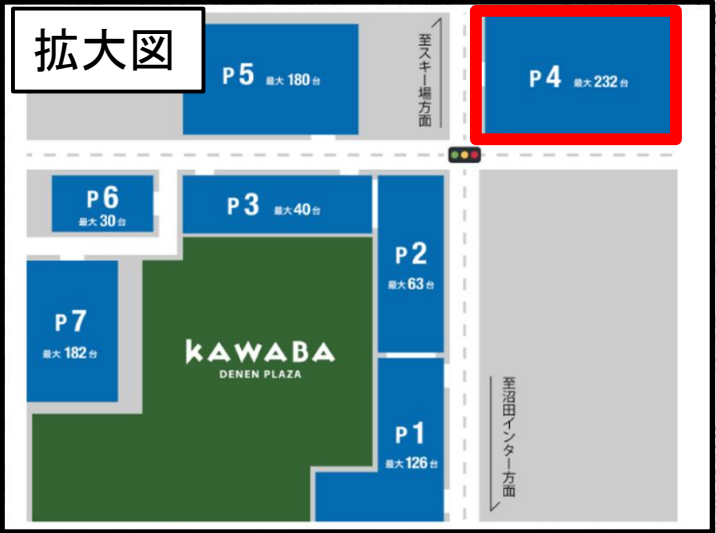 拡大図
P5 最大 180 台
至スキー場方面
P4 最大 232 台
P6
最大 30 台
P3 最大 40 台
P2
最大 63 台
P7
最大 182 台
KAWABA
DENEN PLAZA
P1
最大 126 台
至沼田インター方面